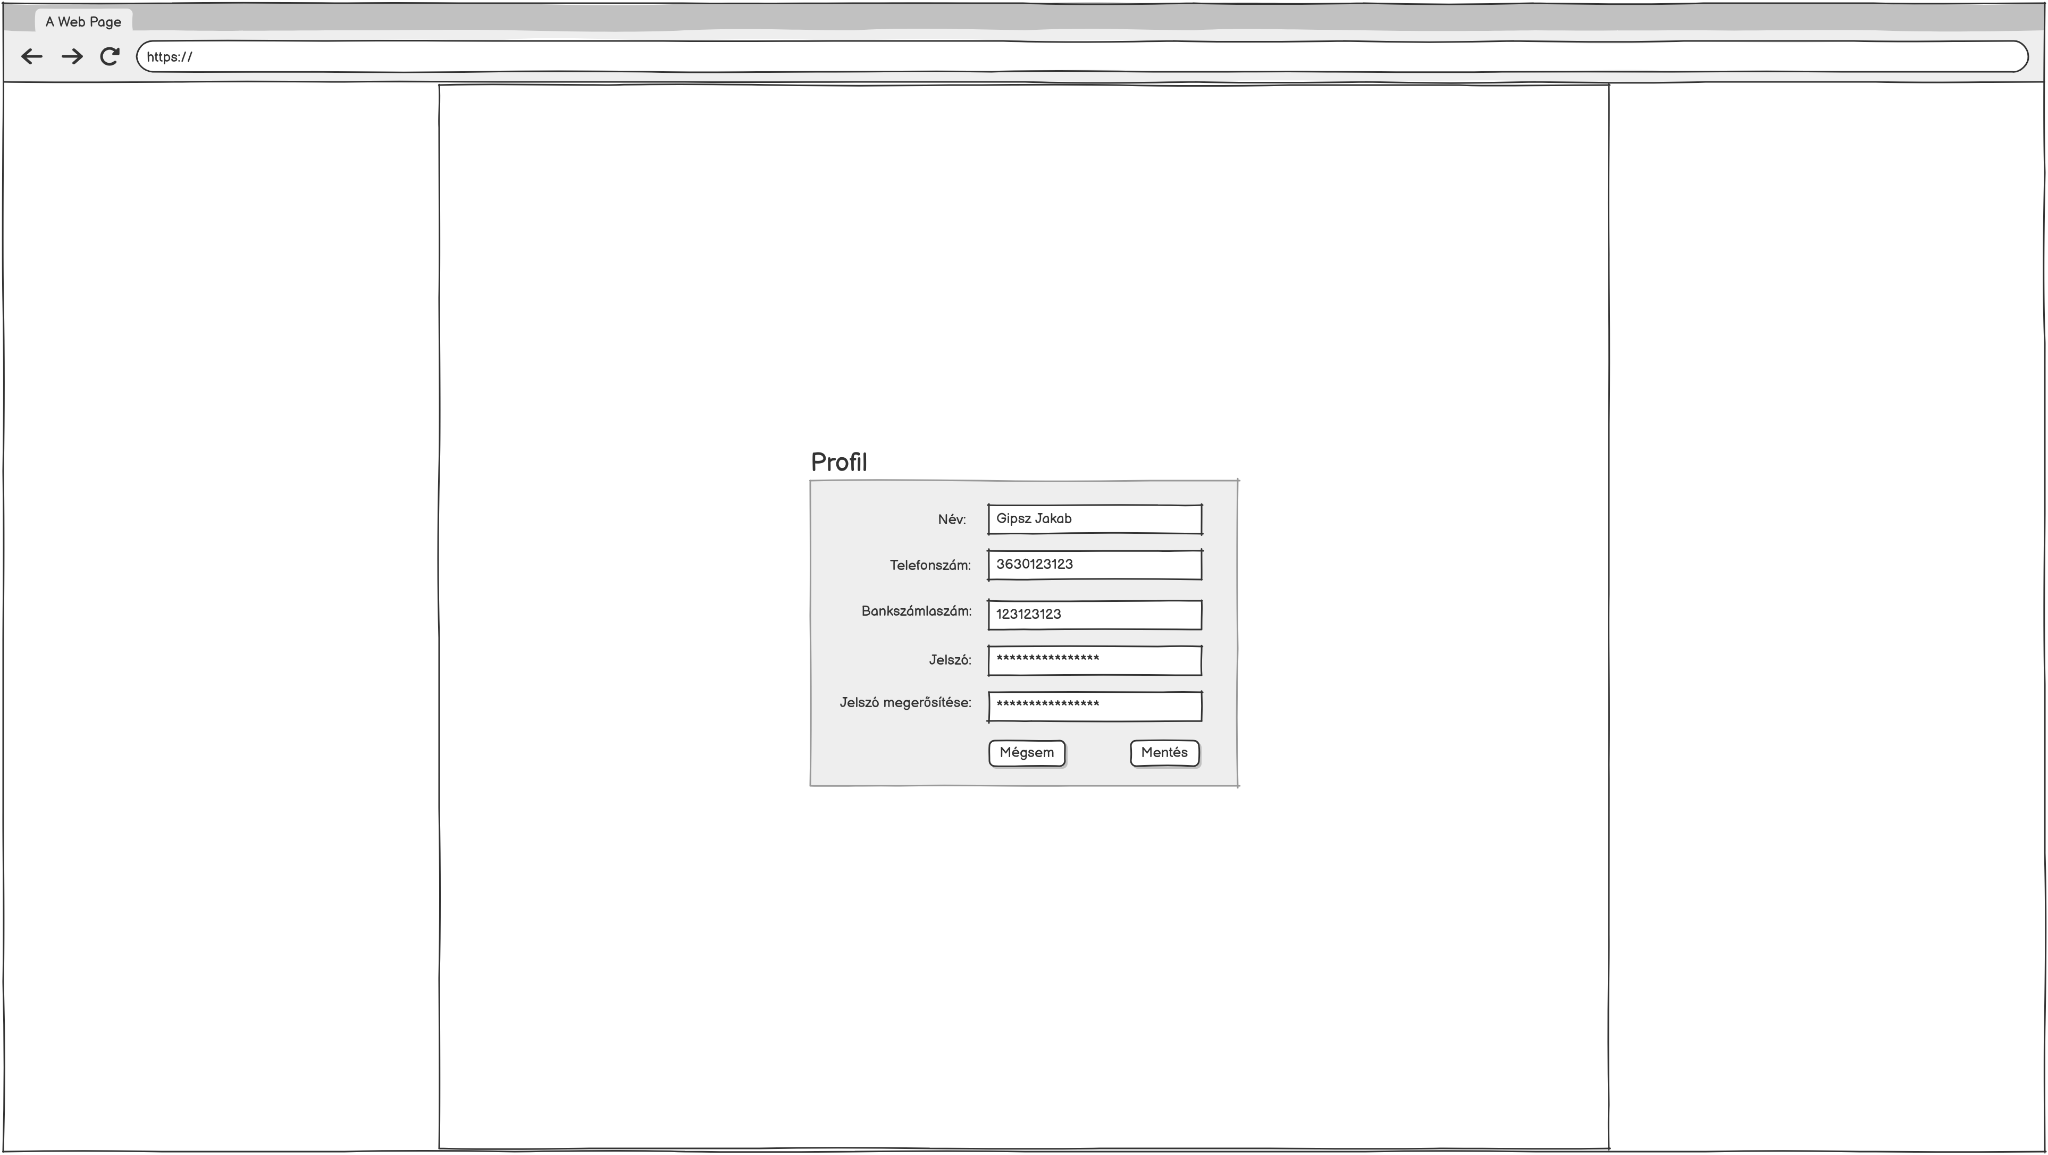 A Web Page
https://
Profil
Név: Gipsz Jakab
Telefonszám: 3630123123
Bankszámlaszám: 123123123
Jelszó: ****************
Jelszó megerősítése: ****************
Mégsem Mentés